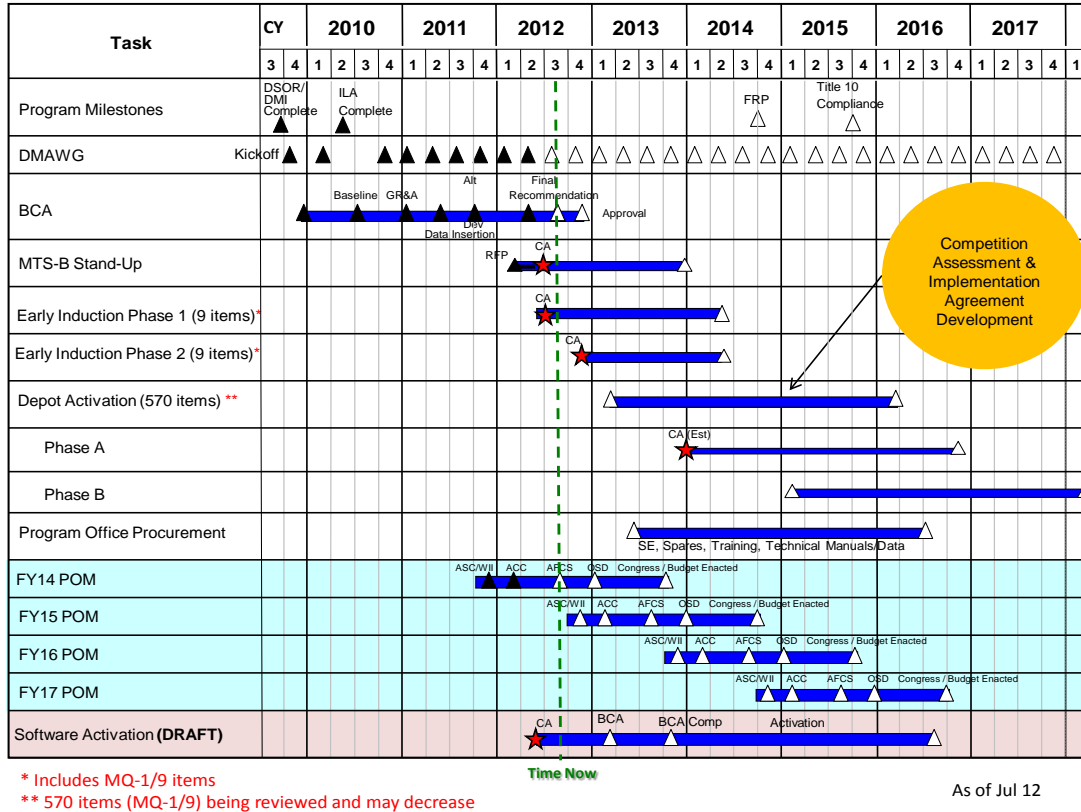 Task
CY
2010
2011
2012
2013
2014
2015
2016
2017
3 4 1 2 3 4 1 2 3 4 1 2 3 4 1 2 3 4 1 2 3 4 1 2 3 4 1 2 3 4 1 2 3 4
Program Milestones
DSOR/
DMI
Complete
ILA
Complete
FRP
Title 10
Compliance
DMAWG
Kickoff
BCA
Baseline
GR&A
Alt
Dev
Data Insertion
Final
Recommendation
Approval
MTS-B Stand-Up
RFP
CA
Early Induction Phase 1 (9 items)*
CA
Early Induction Phase 2 (9 items)*
CA
Depot Activation (570 items) **
Competition
Assessment &
Implementation
Agreement
Development
Phase A
CA (Est)
Phase B
Program Office Procurement
SE, Spares, Training, Technical Manuals/Data
FY14 POM
ASC/WII ACC AFCS OSD Congress / Budget Enacted
FY15 POM
ASC/WII ACC AFCS OSD Congress / Budget Enacted
FY16 POM
ASC/WII ACC AFCS OSD Congress / Budget Enacted
FY17 POM
ASC/WII ACC AFCS OSD Congress / Budget Enacted
Software Activation (DRAFT)
CA
BCA
BCA Comp
Activation
Time Now
* Includes MQ-1/9 items
** 570 items (MQ-1/9) being reviewed and may decrease
As of Jul 12